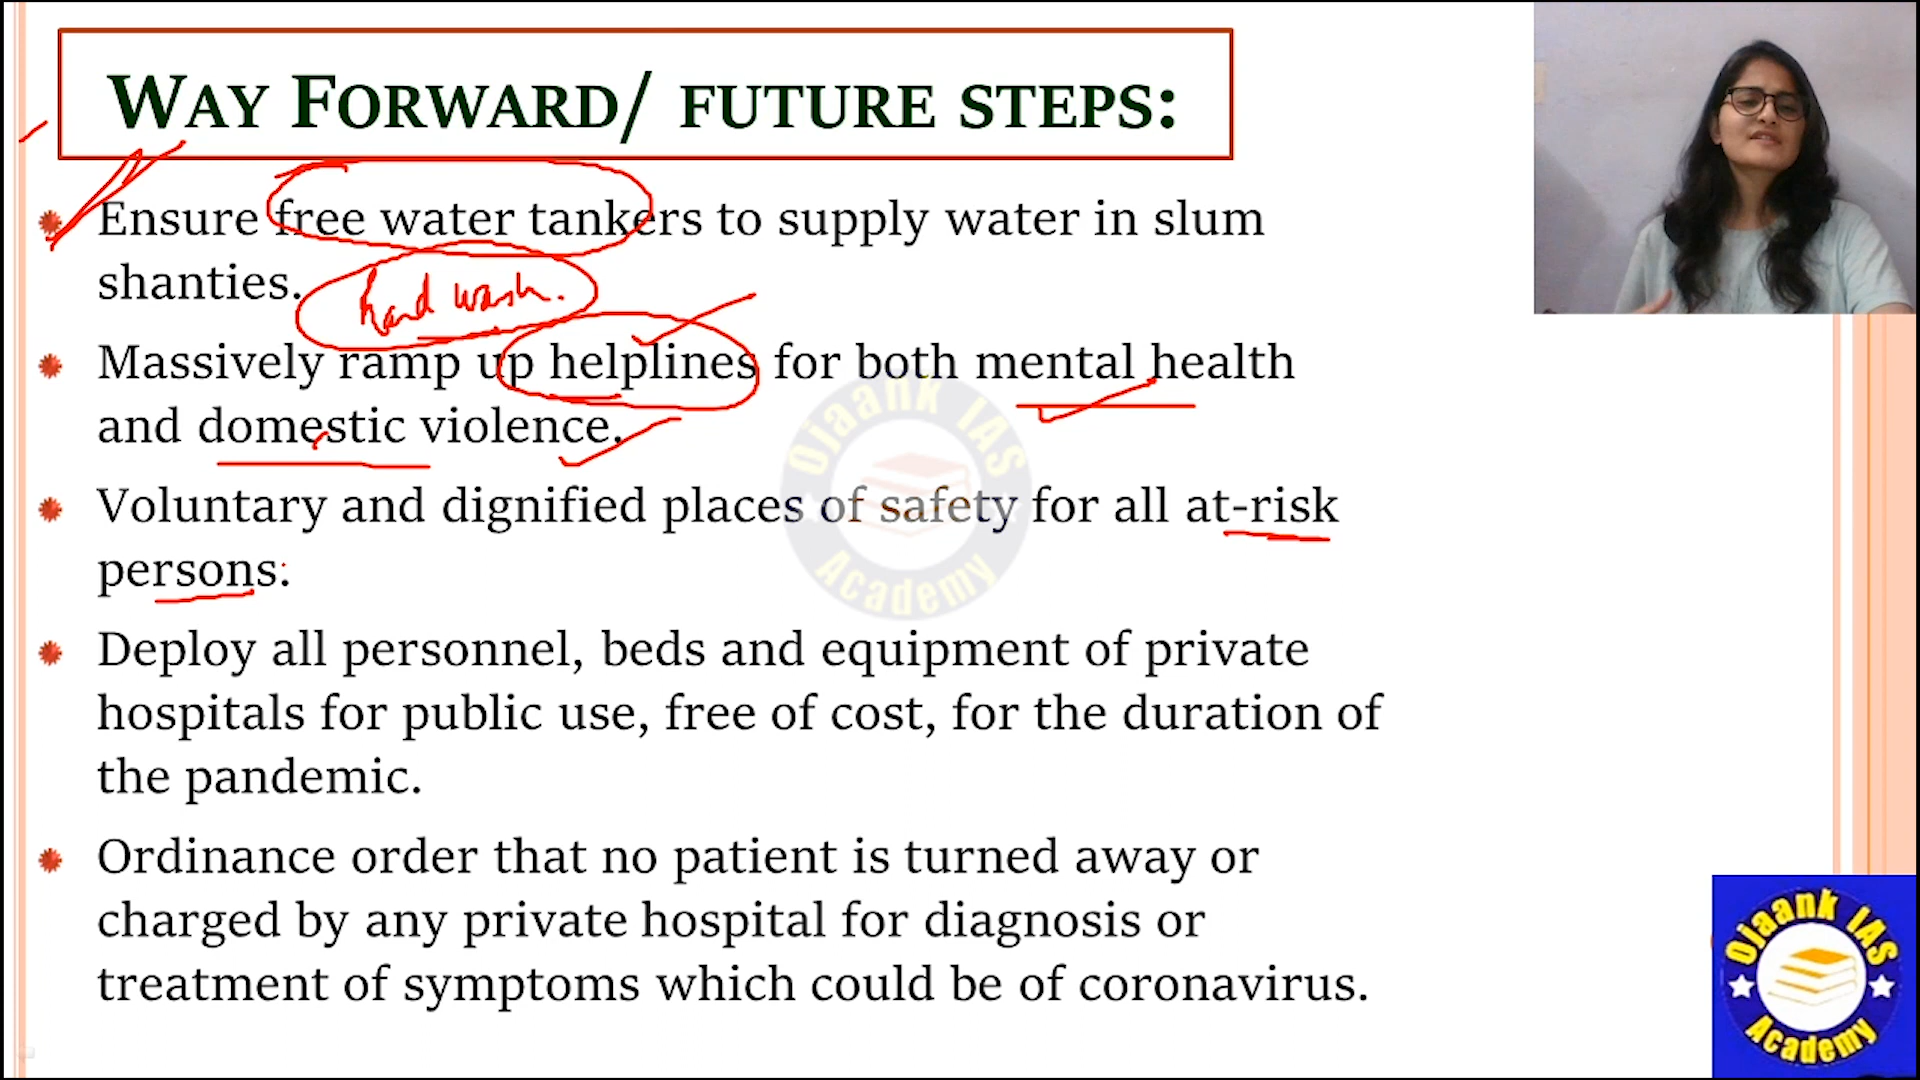 WAY FORWARD/ FUTURE STEPS:
Ensure free water tankers to supply water in slum
shanties.
hand wash.
Massively ramp up helplines for both mental health
and domestic violence.
Voluntary and dignified places of safety for all at-risk
persons:
Deploy all personnel, beds and equipment of private
hospitals for public use, free of cost, for the duration of
the pandemic.
Ordinance order that no patient is turned away or
charged by any private hospital for diagnosis or
treatment of symptoms which could be of coronavirus.
Ojaank IAS
Academy
Ojaank IAS
Academy